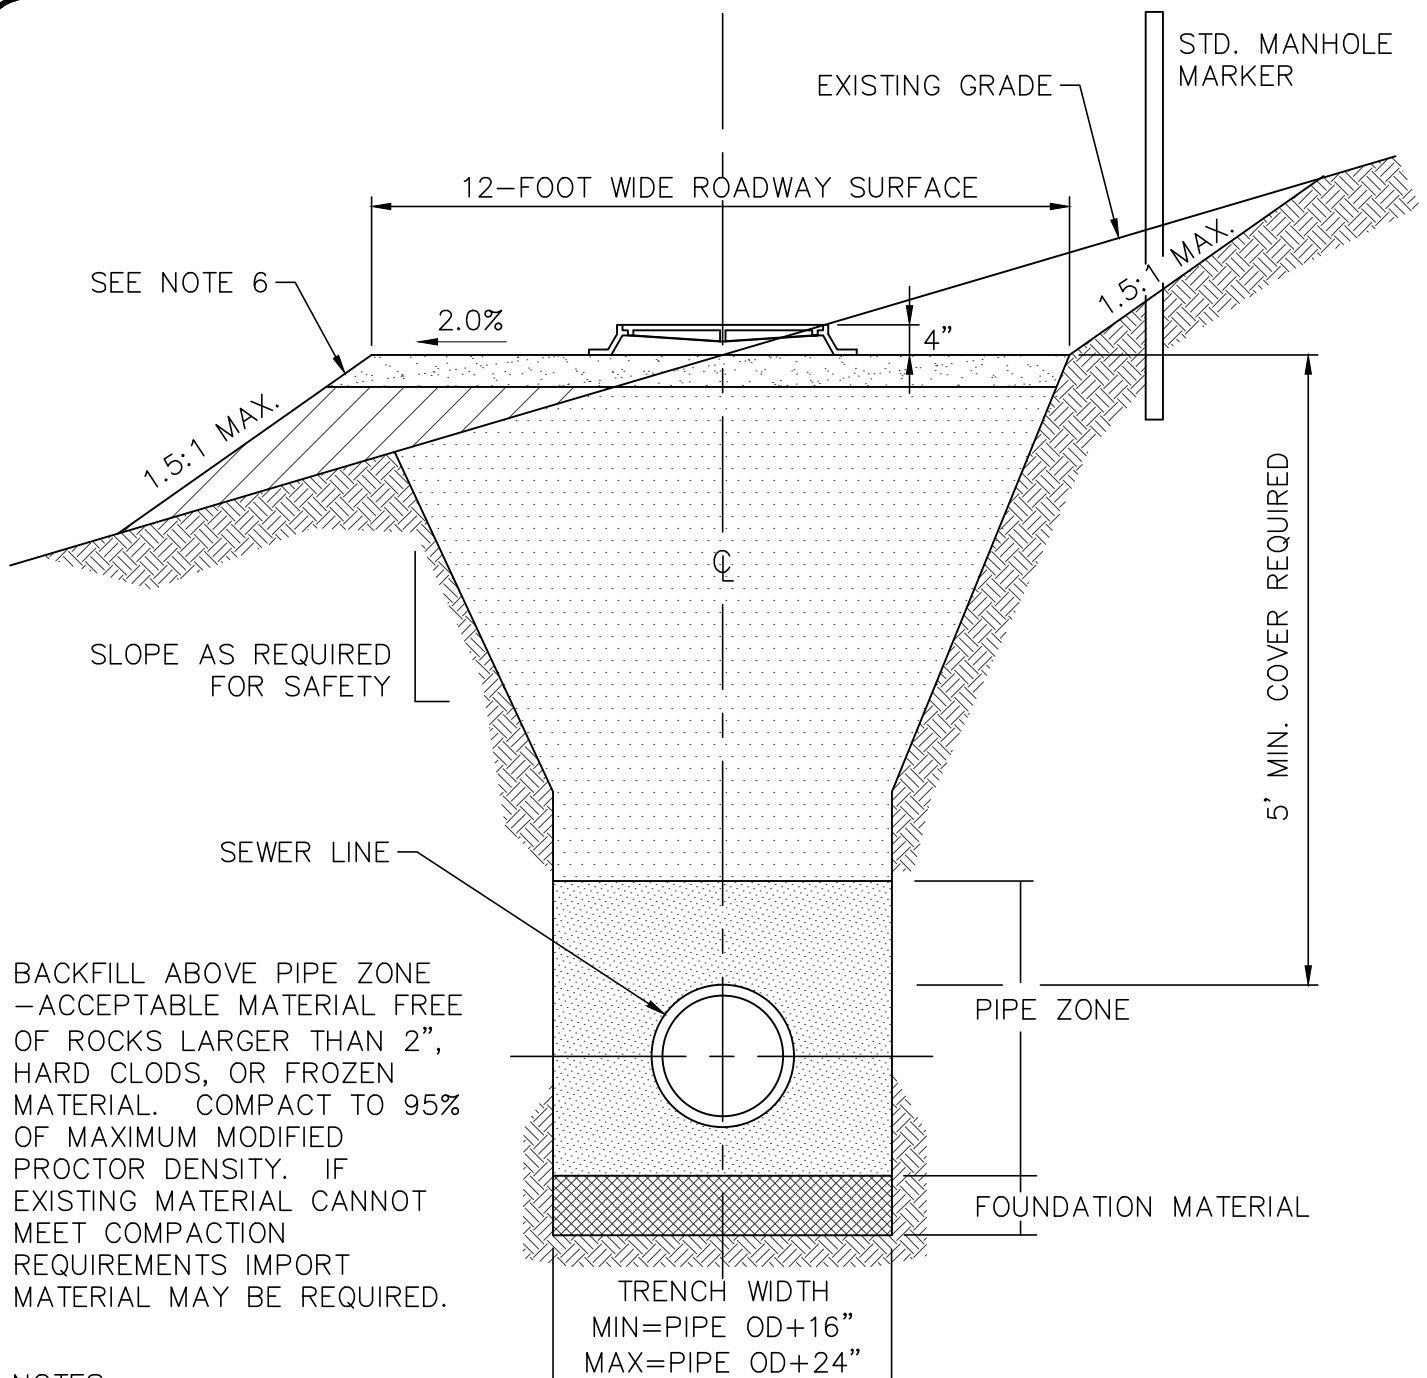 STD. MANHOLE
MARKER
EXISTING GRADE
12-FOOT WIDE ROADWAY SURFACE
SEE NOTE 6
2.0%
4"
1.5:1 MAX.
1.5:1 MAX.
℄
5' MIN. COVER REQUIRED
SLOPE AS REQUIRED
FOR SAFETY
SEWER LINE
BACKFILL ABOVE PIPE ZONE
-ACCEPTABLE MATERIAL FREE
OF ROCKS LARGER THAN 2",
HARD CLODS, OR FROZEN
MATERIAL. COMPACT TO 95%
OF MAXIMUM MODIFIED
PROCTOR DENSITY. IF
EXISTING MATERIAL CANNOT
MEET COMPACTION
REQUIREMENTS IMPORT
MATERIAL MAY BE REQUIRED.
PIPE ZONE
FOUNDATION MATERIAL
TRENCH WIDTH
MIN=PIPE OD+16"
MAX=PIPE OD+24"